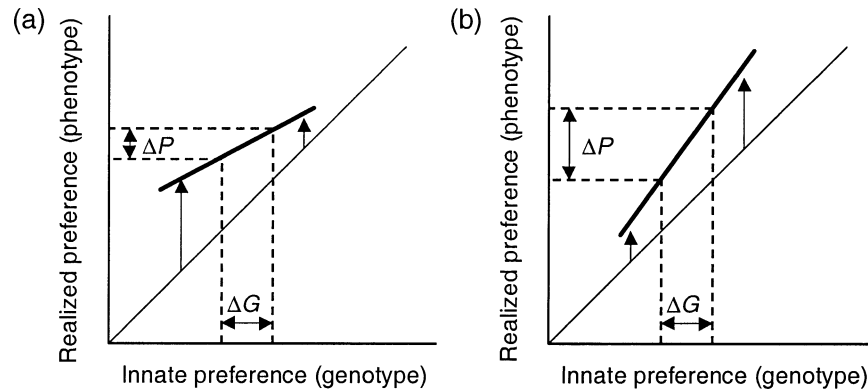 (a)
Realized preference (phenotype)
ΔP
ΔG
Innate preference (genotype)
(b)
Realized preference (phenotype)
ΔP
ΔG
Innate preference (genotype)